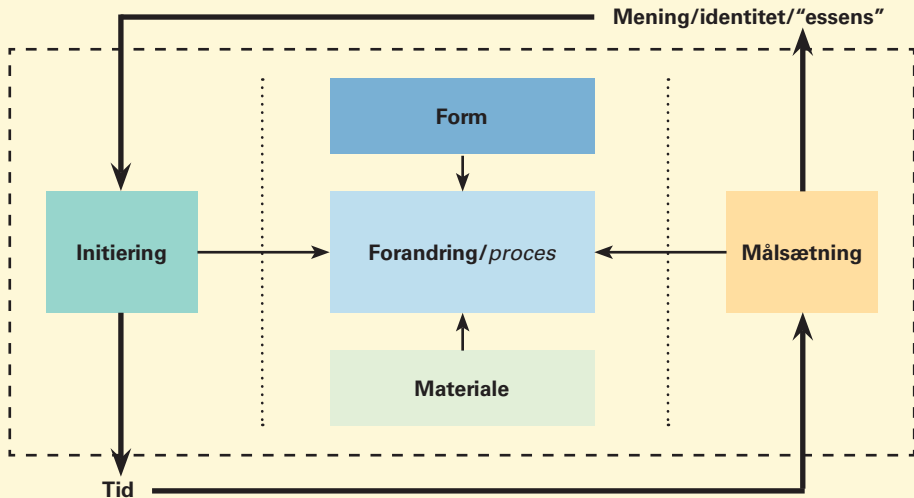 Mening/identitet/“essens”
Form
Initiering
Forandring/proces
Målsætning
Materiale
Tid